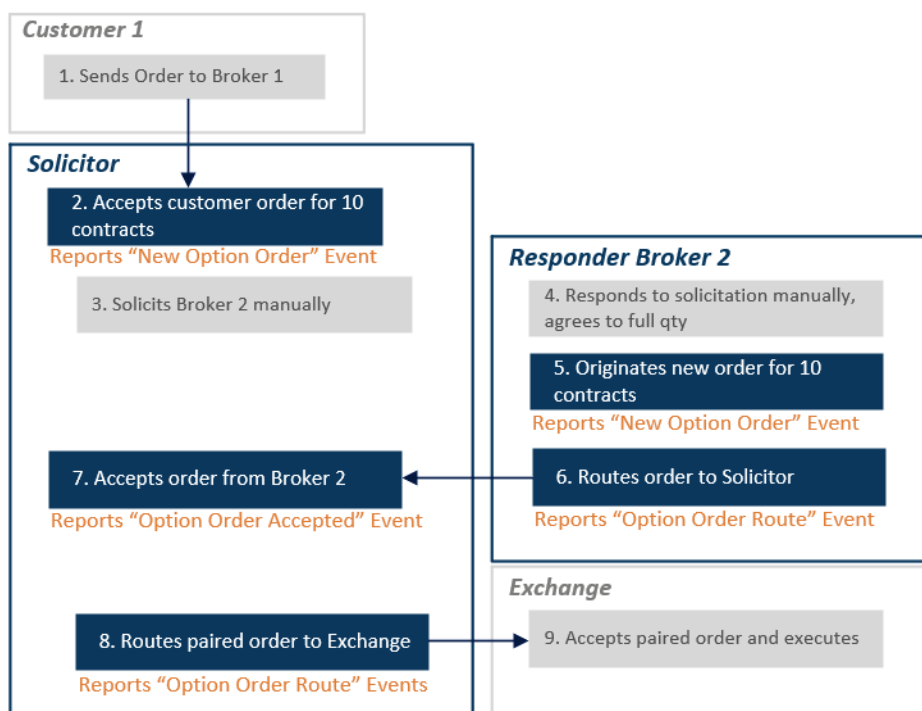 Customer 1
1. Sends Order to Broker 1
Solicitor
2. Accepts customer order for 10
contracts
Reports “New Option Order” Event
3. Solicits Broker 2 manually
Responder Broker 2
4. Responds to solicitation manually,
agrees to full qty
5. Originates new order for 10
contracts
Reports “New Option Order” Event
6. Routes order to Solicitor
Reports “Option Order Route” Event
7. Accepts order from Broker 2
Reports “Option Order Accepted” Event
8. Routes paired order to Exchange
Reports “Option Order Route” Events
Exchange
9. Accepts paired order and executes